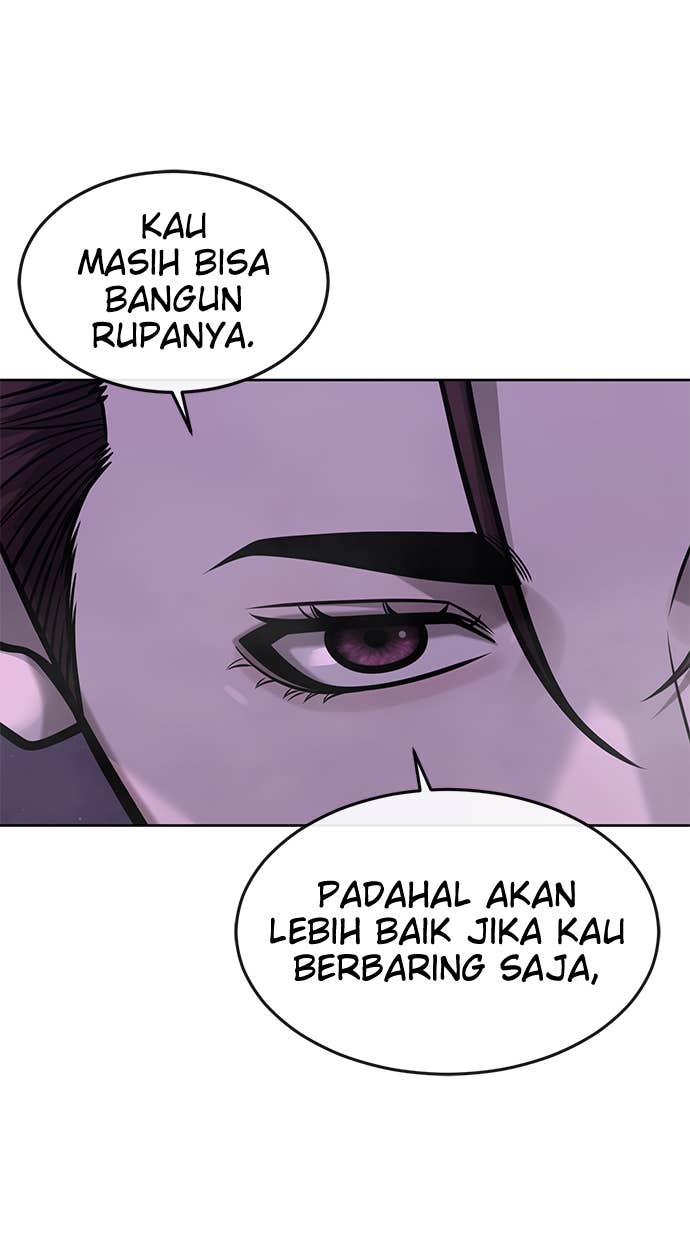 KAU
MASIH BISA
BANGUN
RUPANYA.
PADAHAL AKAN
LEBIH BAIK JIKA KAU
BERBARING SAJA,